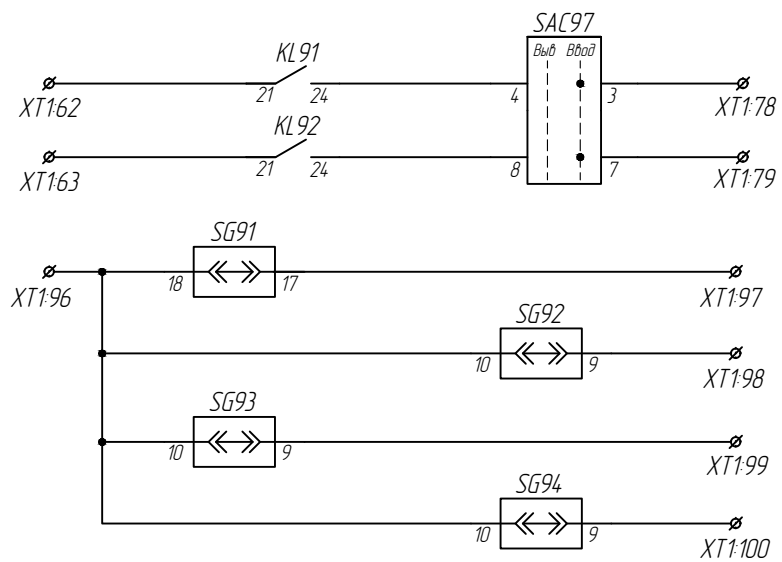 SAC97
Выв Ввод
KL91
21 24 4 3
XT1:62 XT1:78
KL92
21 24 8 7
XT1:63 XT1:79
SG91
18 17
XT1:96 XT1:97
SG92
10 9
XT1:98
SG93
10 9
XT1:99
SG94
10 9
XT1:100